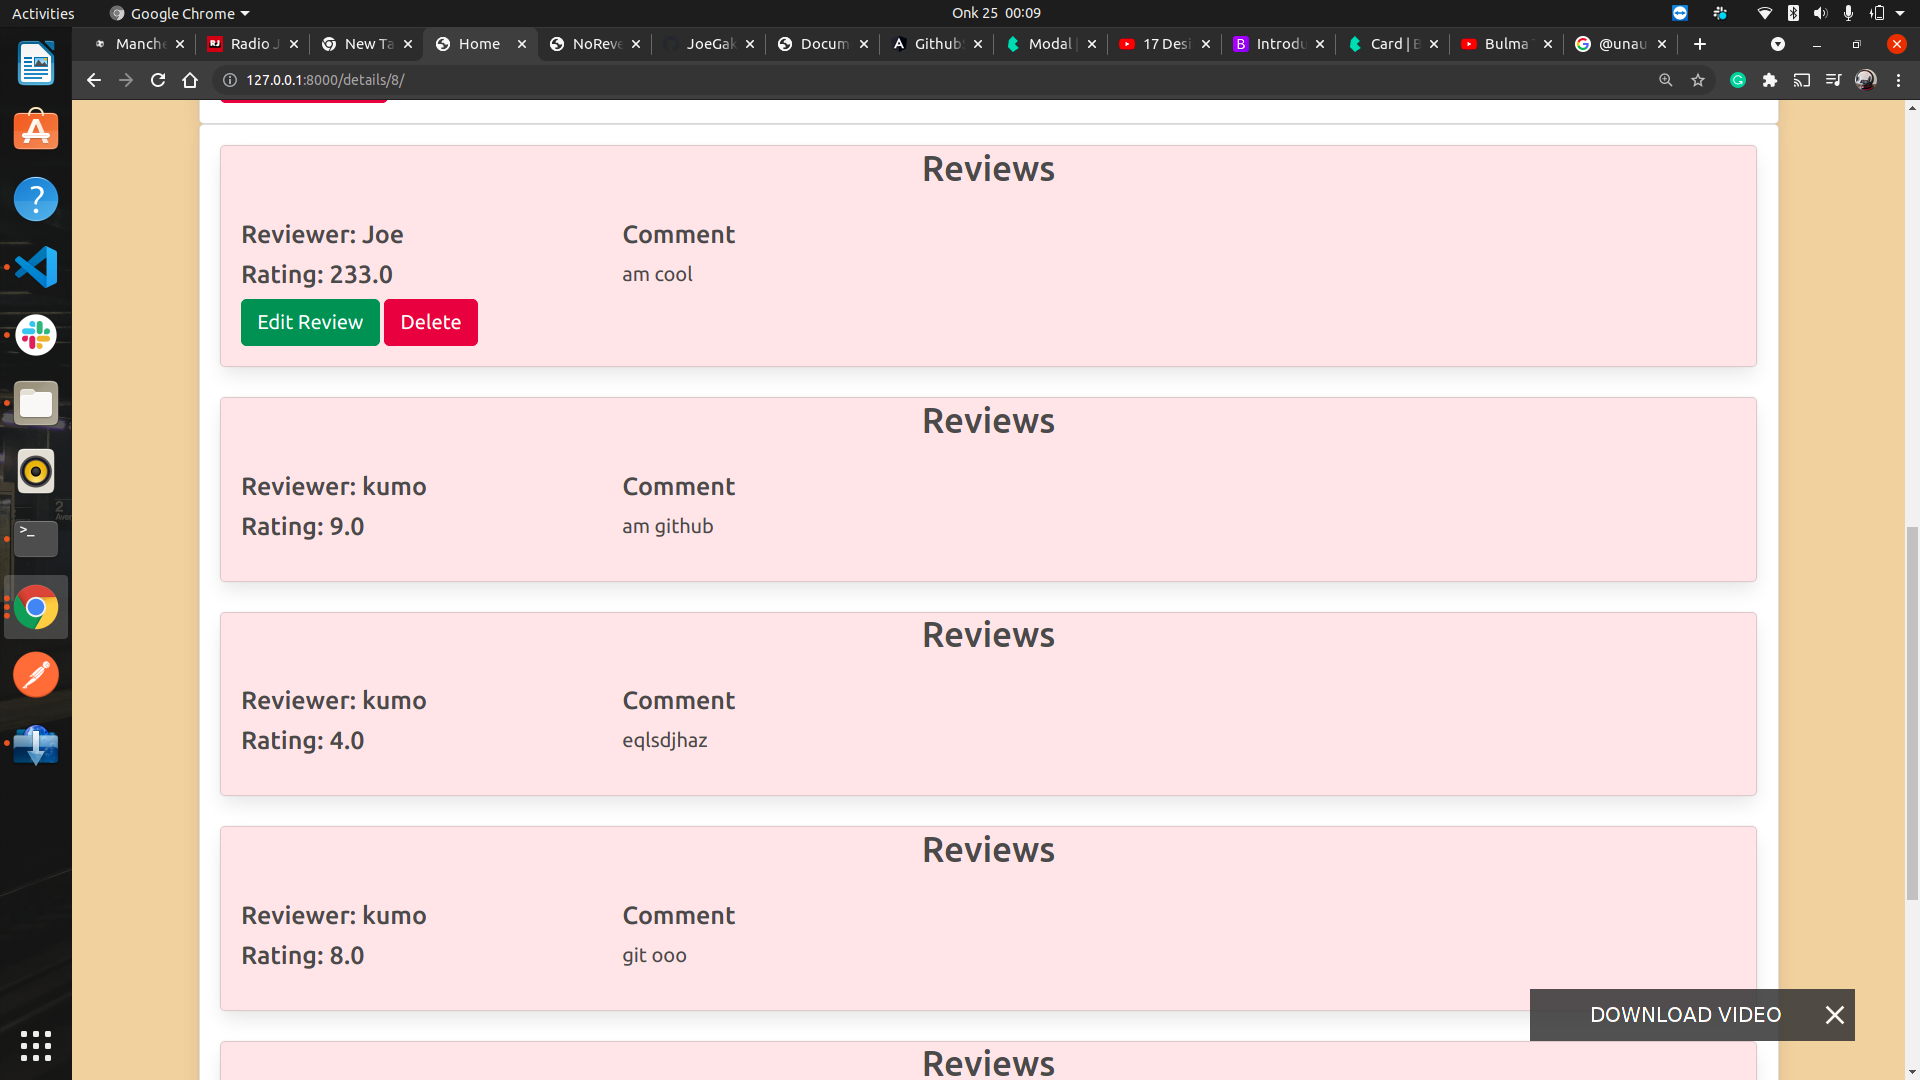 Activities Google Chrome Onk 25 00:09
Manche Radio J New Ta Home NoReve JoeGak Docum Github Modal 17 Desi Introdu Card | B Bulma @unau
127.0.0.1:8000/details/8/
Reviews
Reviewer: Joe Comment
Rating: 233.0 am cool
Edit Review Delete
Reviews
Reviewer: kumo Comment
Rating: 9.0 am github
Reviews
Reviewer: kumo Comment
Rating: 4.0 eqlsdjhaz
Reviews
Reviewer: kumo Comment
Rating: 8.0 git ooo
DOWNLOAD VIDEO
Reviews